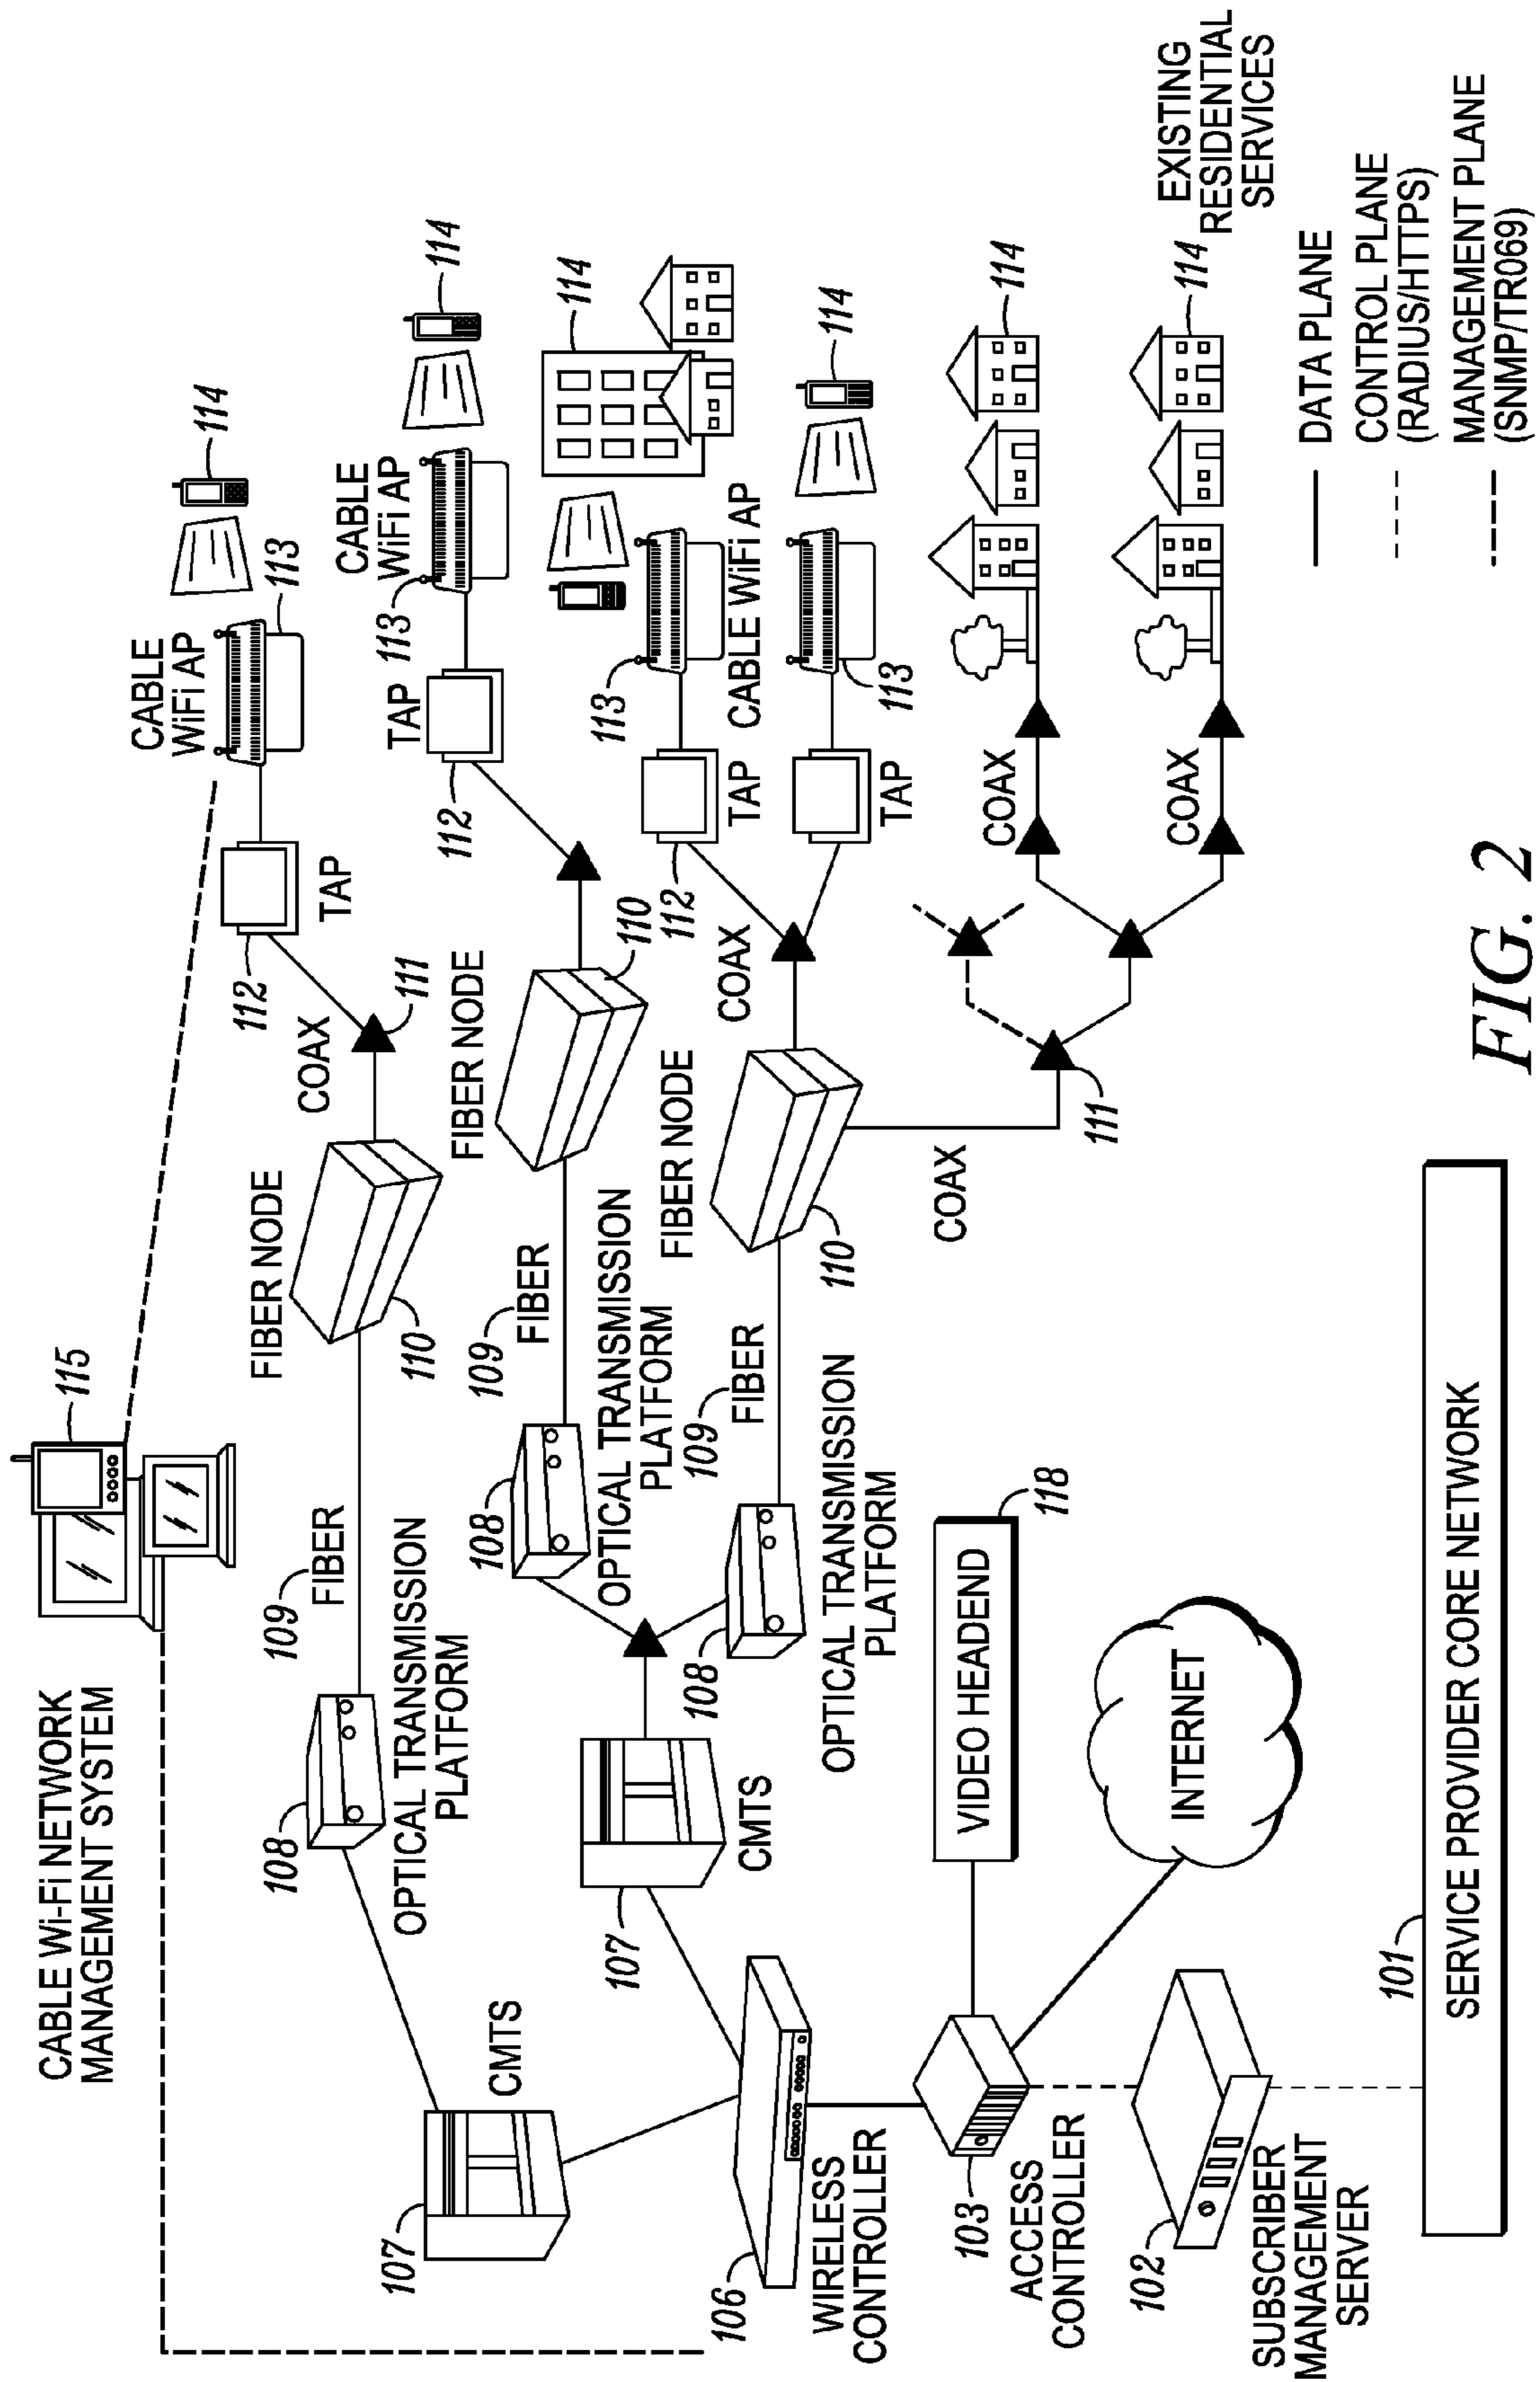 CABLE Wi-Fi NETWORK
MANAGEMENT SYSTEM
115
CABLE
WiFi AP
114
113
112
TAP
COAX
111
FIBER NODE
110
109
FIBER
108
OPTICAL TRANSMISSION
PLATFORM
CMTS
107
CABLE
WiFi AP
114
113
TAP
112
FIBER NODE
110
109
FIBER
108
OPTICAL TRANSMISSION
PLATFORM
107
CMTS
114
113
CABLE WiFi AP
TAP
112
COAX
FIBER NODE
110
109
FIBER
108
OPTICAL TRANSMISSION
PLATFORM
114
113
TAP
106
WIRELESS
CONTROLLER
COAX
111
COAX
114
COAX
114
EXISTING
RESIDENTIAL
SERVICES
VIDEO HEADEND
118
INTERNET
103
ACCESS
CONTROLLER
102
SUBSCRIBER
MANAGEMENT
SERVER
101
SERVICE PROVIDER CORE NETWORK
DATA PLANE
CONTROL PLANE
(RADIUS/HTTPS)
MANAGEMENT PLANE
(SNMP/TR069)
FIG. 2